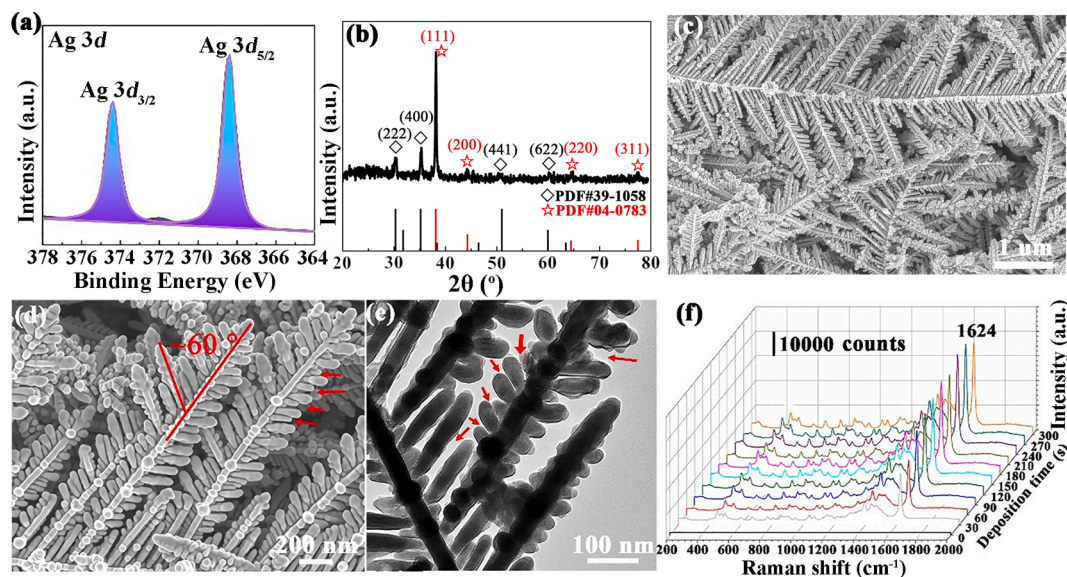 (a)
Ag 3d
Ag 3d5/2
Ag 3d3/2
Intensity (a.u.)
378 376 374 372 370 368 366 364
Binding Energy (eV)
(b)
(111)
(222)
(400)
(200)
(441)
(622)
(220)
(311)
◇PDF#39-1058
☆PDF#04-0783
Intensity (a.u.)
20 30 40 50 60 70 80
2θ (°)
(c)
1 um
(d)
~60 °
200 nm
(e)
100 nm
(f)
10000 counts
1624
Intensity (a.u.)
300
270
240
210
180
150
120
90
60
30
0
Deposition time (s)
200 400 600 800 1000 1200 1400 1600 1800 2000
Raman shift (cm-1)